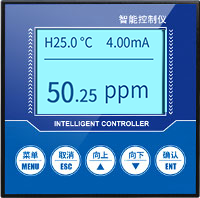 智能控制仪
H25.0 °C 4.00mA
50.25 ppm
INTELLIGENT CONTROLLER
菜单 取消 向上 向下 确认
MENU ESC ▲ ▼ ENT